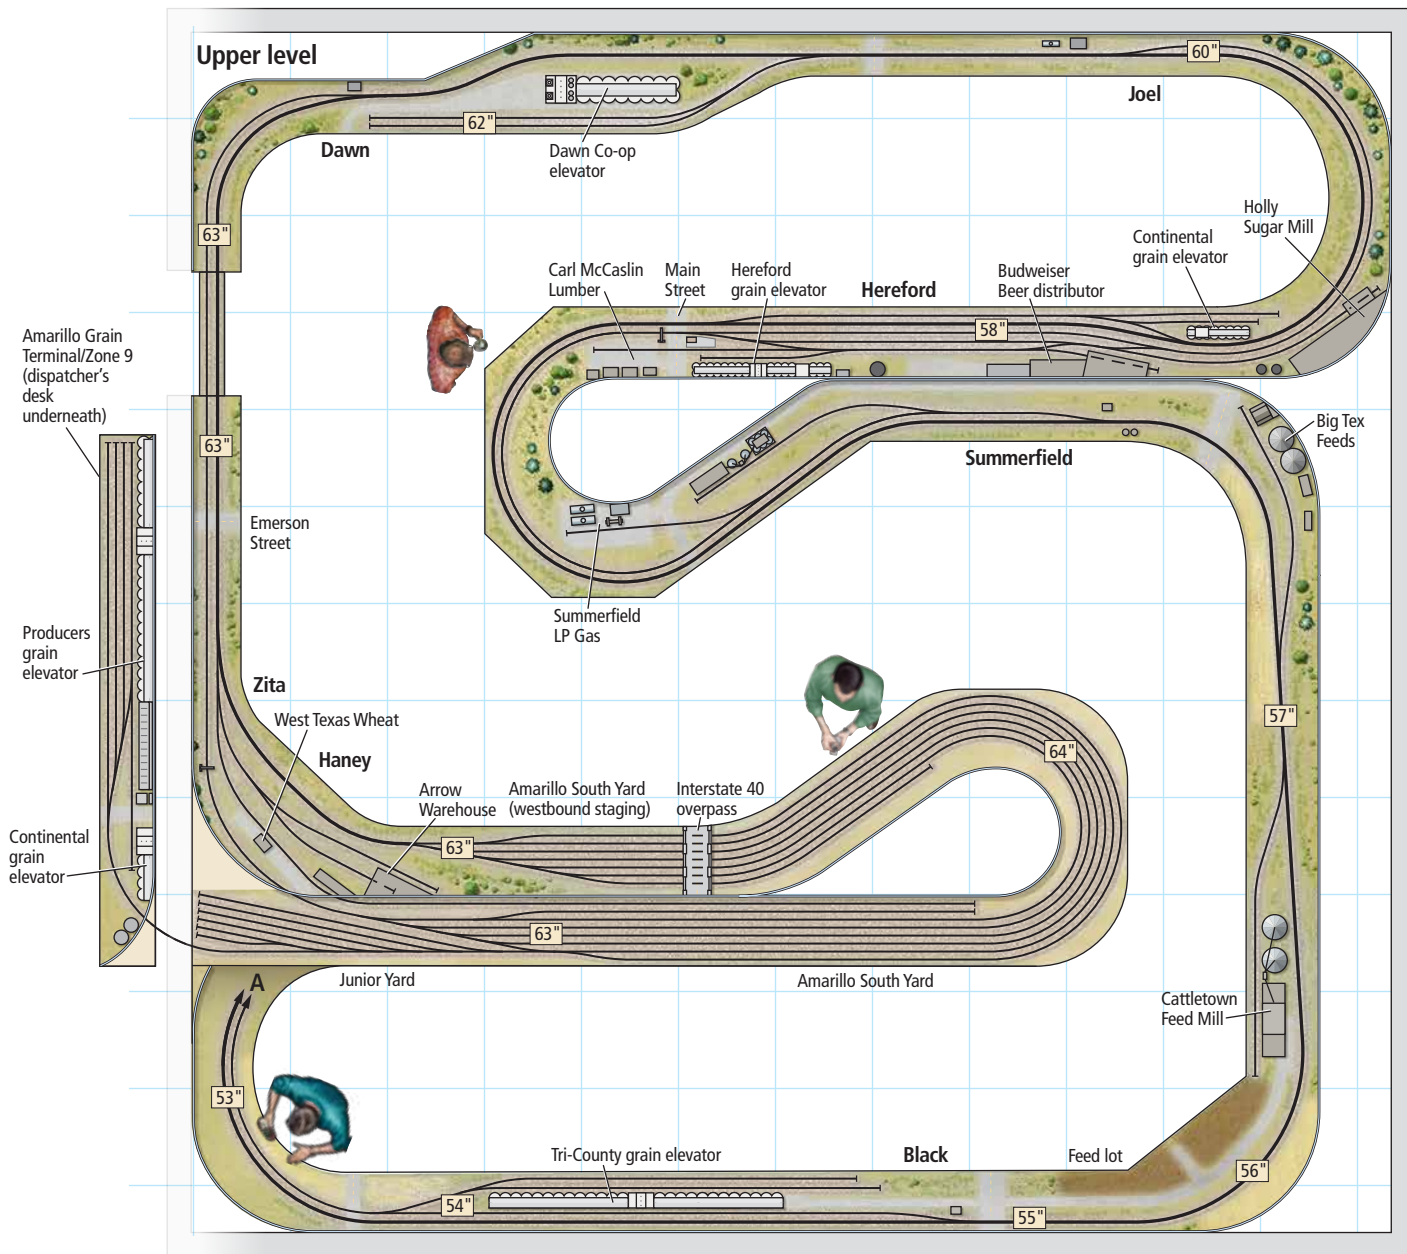 Upper level
60"
Joel
62"
Dawn
Dawn Co-op
elevator
63"
Holly
Sugar Mill
Continental
grain elevator
Carl McCaslin
Lumber
Main
Street
Hereford
grain elevator
Hereford
Budweiser
Beer distributor
58"
Amarillo Grain
Terminal/Zone 9
(dispatcher's
desk
underneath)
63"
Big Tex
Feeds
Summerfield
Emerson
Street
Summerfield
LP Gas
Producers
grain
elevator
Zita
West Texas Wheat
57"
Haney
64"
Arrow
Warehouse
Amarillo South Yard
(westbound staging)
Interstate 40
overpass
63"
Continental
grain
elevator
63"
A
Junior Yard
Amarillo South Yard
Cattletown
Feed Mill
53"
Tri-County grain elevator
Black
Feed lot
56"
54"
55"